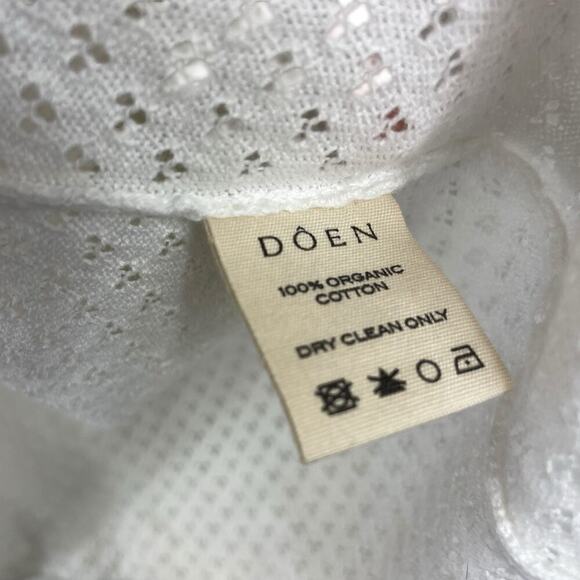 DÔEN
100% ORGANIC
COTTON
DRY CLEAN ONLY